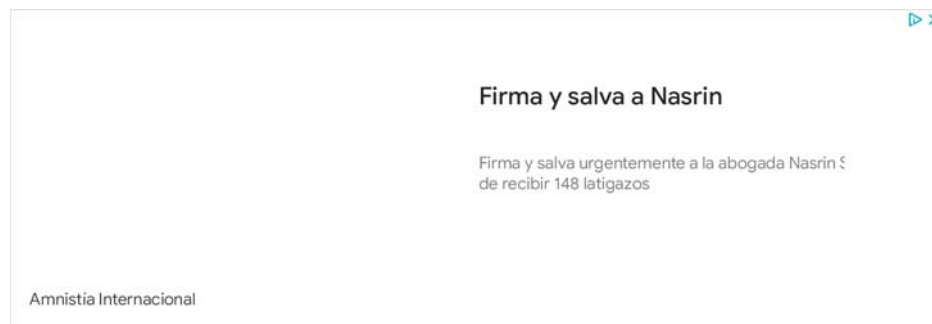 Firma y salva a Nasrin
Firma y salva urgentemente a la abogada Nasrin
de recibir 148 latigazos
Amnistía Internacional